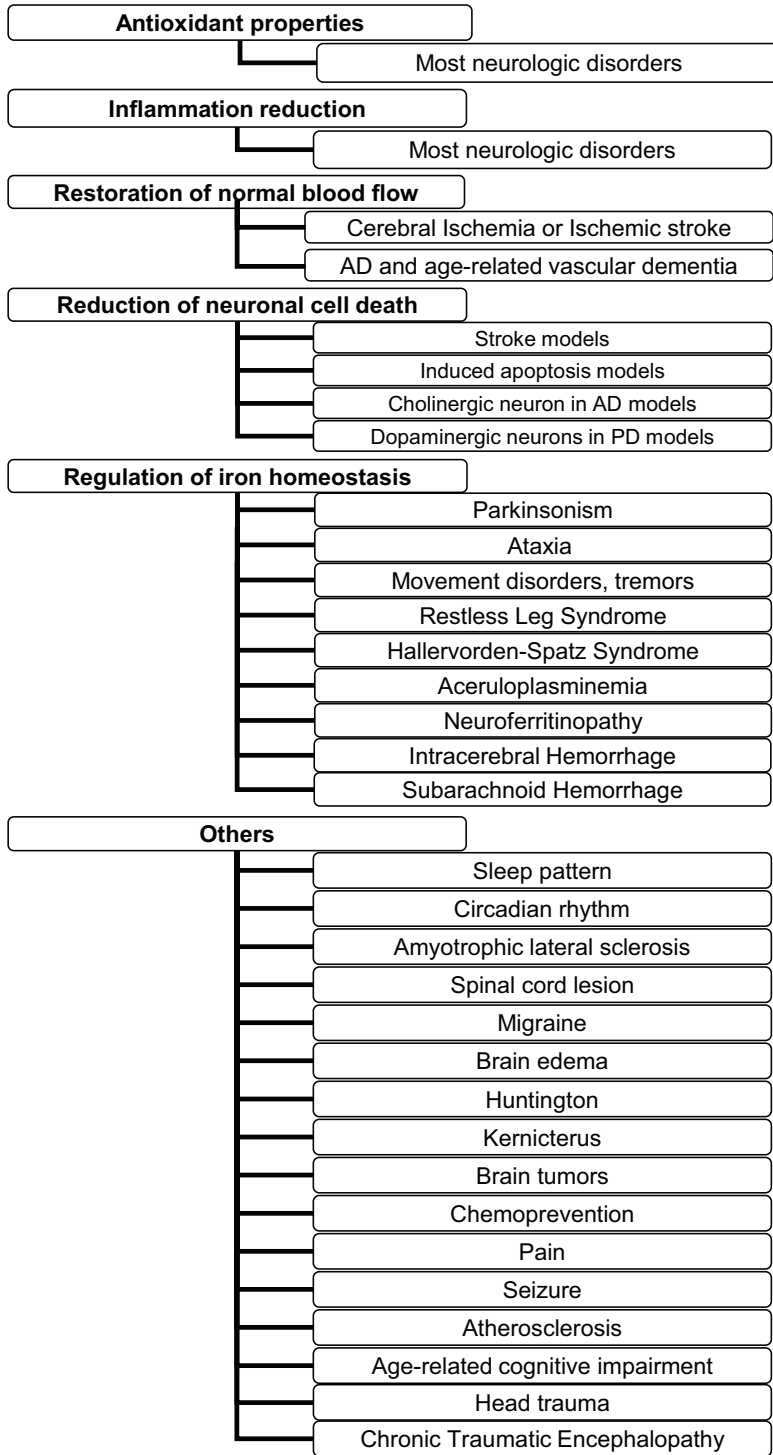 Antioxidant properties
Most neurologic disorders
Inflammation reduction
Most neurologic disorders
Restoration of normal blood flow
Cerebral Ischemia or Ischemic stroke
AD and age-related vascular dementia
Reduction of neuronal cell death
Stroke models
Induced apoptosis models
Cholinergic neuron in AD models
Dopaminergic neurons in PD models
Regulation of iron homeostasis
Parkinsonism
Ataxia
Movement disorders, tremors
Restless Leg Syndrome
Hallervorden-Spatz Syndrome
Aceruloplasminemia
Neuroferritinopathy
Intracerebral Hemorrhage
Subarachnoid Hemorrhage
Others
Sleep pattern
Circadian rhythm
Amyotrophic lateral sclerosis
Spinal cord lesion
Migraine
Brain edema
Huntington
Kernicterus
Brain tumors
Chemoprevention
Pain
Seizure
Atherosclerosis
Age-related cognitive impairment
Head trauma
Chronic Traumatic Encephalopathy